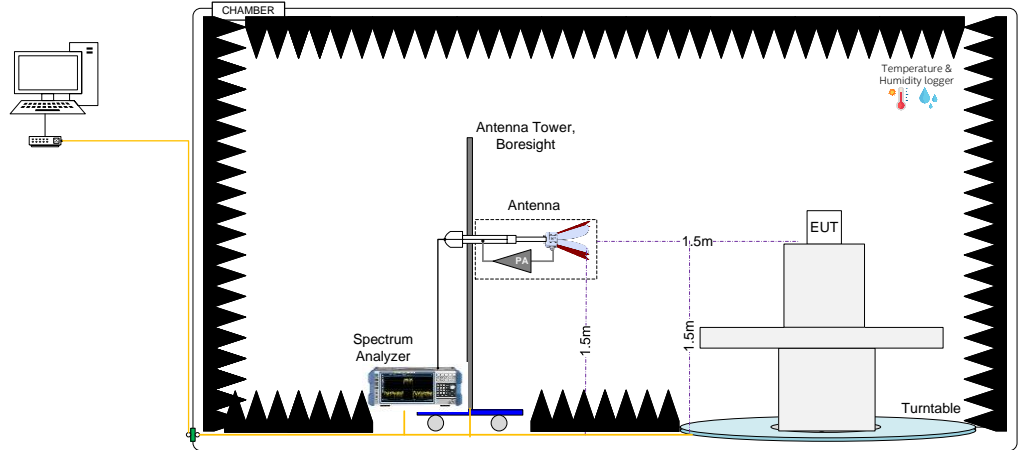 CHAMBER
Temperature &
Humidity logger
Antenna Tower,
Boresight
Antenna
PA
1.5m
EUT
1.5m
1.5m
Spectrum
Analyzer
Turntable